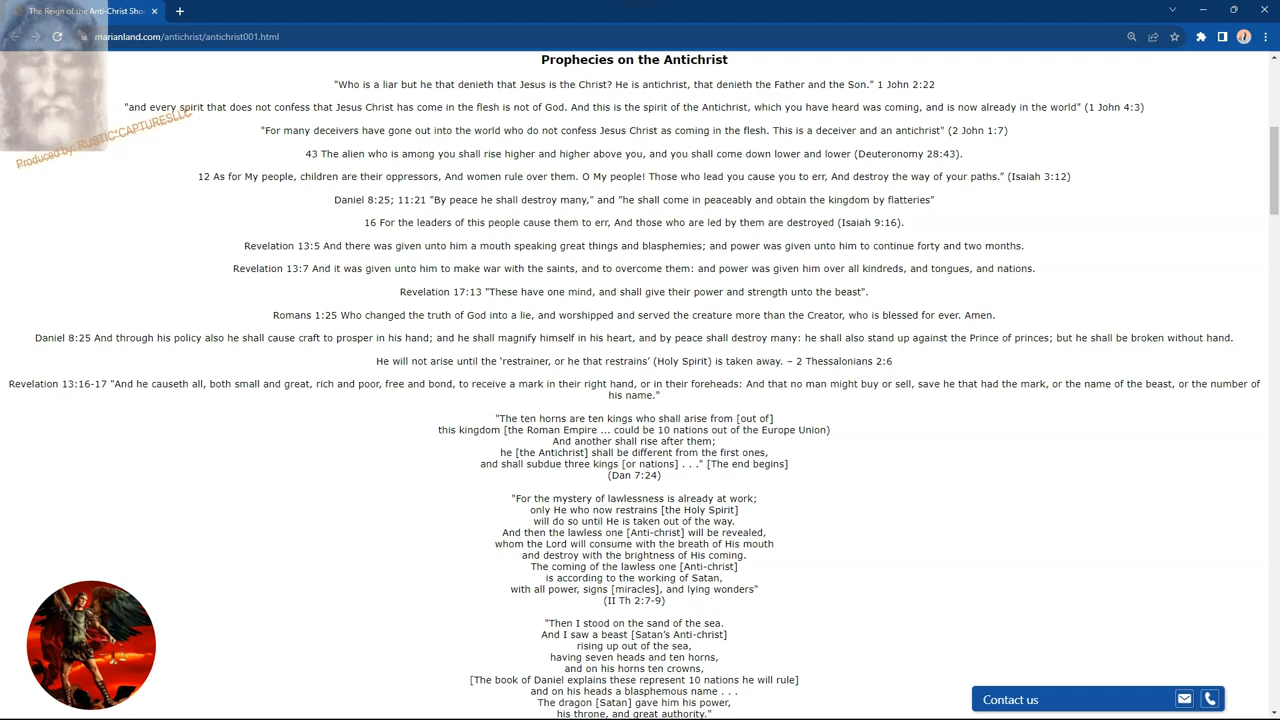 The Reign of the Anti-Christ Sho
marianland.com/antichrist/antichrist001.html
Prophecies on the Antichrist
"Who is a liar but he that denieth that Jesus is the Christ? He is antichrist, that denieth the Father and the Son." 1 John 2:22
"and every spirit that does not confess that Jesus Christ has come in the flesh is not of God. And this is the spirit of the Antichrist, which you have heard was coming, and is now already in the world" (1 John 4:3)
Produced by: RUSTIC*CAPTURESLLC
"For many deceivers have gone out into the world who do not confess Jesus Christ as coming in the flesh. This is a deceiver and an antichrist" (2 John 1:7)
43 The alien who is among you shall rise higher and higher above you, and you shall come down lower and lower (Deuteronomy 28:43).
12 As for My people, children are their oppressors, And women rule over them. O My people! Those who lead you cause you to err, And destroy the way of your paths.” (Isaiah 3:12)
Daniel 8:25; 11:21 "By peace he shall destroy many," and "he shall come in peaceably and obtain the kingdom by flatteries"
16 For the leaders of this people cause them to err, And those who are led by them are destroyed (Isaiah 9:16).
Revelation 13:5 And there was given unto him a mouth speaking great things and blasphemies; and power was given unto him to continue forty and two months.
Revelation 13:7 And it was given unto him to make war with the saints, and to overcome them: and power was given him over all kindreds, and tongues, and nations.
Revelation 17:13 "These have one mind, and shall give their power and strength unto the beast".
Romans 1:25 Who changed the truth of God into a lie, and worshipped and served the creature more than the Creator, who is blessed for ever. Amen.
Daniel 8:25 And through his policy also he shall cause craft to prosper in his hand; and he shall magnify himself in his heart, and by peace shall destroy many: he shall also stand up against the Prince of princes; but he shall be broken without hand.
He will not arise until the ‘restrainer, or he that restrains’ (Holy Spirit) is taken away. – 2 Thessalonians 2:6
Revelation 13:16-17 "And he causeth all, both small and great, rich and poor, free and bond, to receive a mark in their right hand, or in their foreheads: And that no man might buy or sell, save he that had the mark, or the name of the beast, or the number of
his name."
"The ten horns are ten kings who shall arise from [out of]
this kingdom [the Roman Empire ... could be 10 nations out of the Europe Union)
And another shall rise after them;
he [the Antichrist] shall be different from the first ones,
and shall subdue three kings [or nations] . . ." [The end begins]
(Dan 7:24)
"For the mystery of lawlessness is already at work;
only He who now restrains [the Holy Spirit]
will do so until He is taken out of the way.
And then the lawless one [Anti-christ] will be revealed,
whom the Lord will consume with the breath of His mouth
and destroy with the brightness of His coming.
The coming of the lawless one [Anti-christ]
is according to the working of Satan,
with all power, signs [miracles], and lying wonders"
(II Th 2:7-9)
"Then I stood on the sand of the sea.
And I saw a beast [Satan’s Anti-christ]
rising up out of the sea,
having seven heads and ten horns,
and on his horns ten crowns,
[The book of Daniel explains these represent 10 nations he will rule]
and on his heads a blasphemous name . . .
The dragon [Satan] gave him his power,
his throne, and great authority."
Contact us